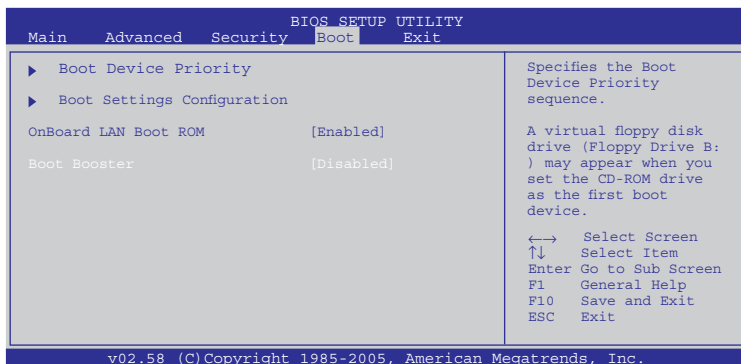 BIOS SETUP UTILITY
Main Advanced Security Boot Exit
Boot Device Priority
Boot Settings Configuration
OnBoard LAN Boot ROM [Enabled]
Boot Booster [Disabled]
Specifies the Boot
Device Priority
sequence.
A virtual floppy disk
drive (Floppy Drive B:
) may appear when you
set the CD-ROM drive
as the first boot
device.
←→ Select Screen
↑↓ Select Item
Enter Go to Sub Screen
F1 General Help
F10 Save and Exit
ESC Exit
v02.58 (C)Copyright 1985-2005, American Megatrends, Inc.